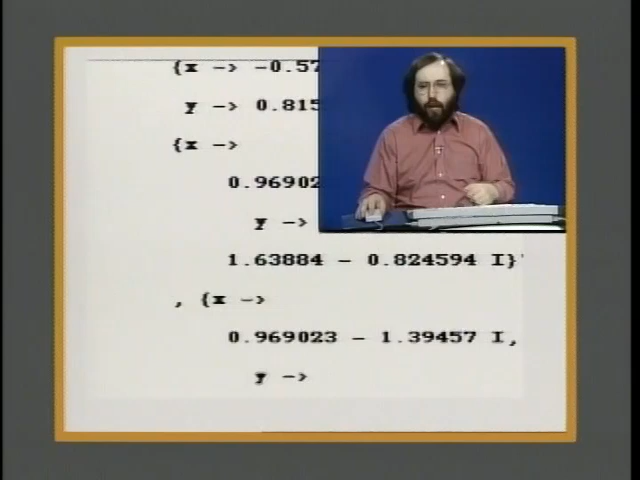 {x -> -0.57
y -> 0.815
{x ->
0.96902
y ->
1.63884 - 0.824594 I}
, {x ->
0.969023 - 1.39457 I,
y ->